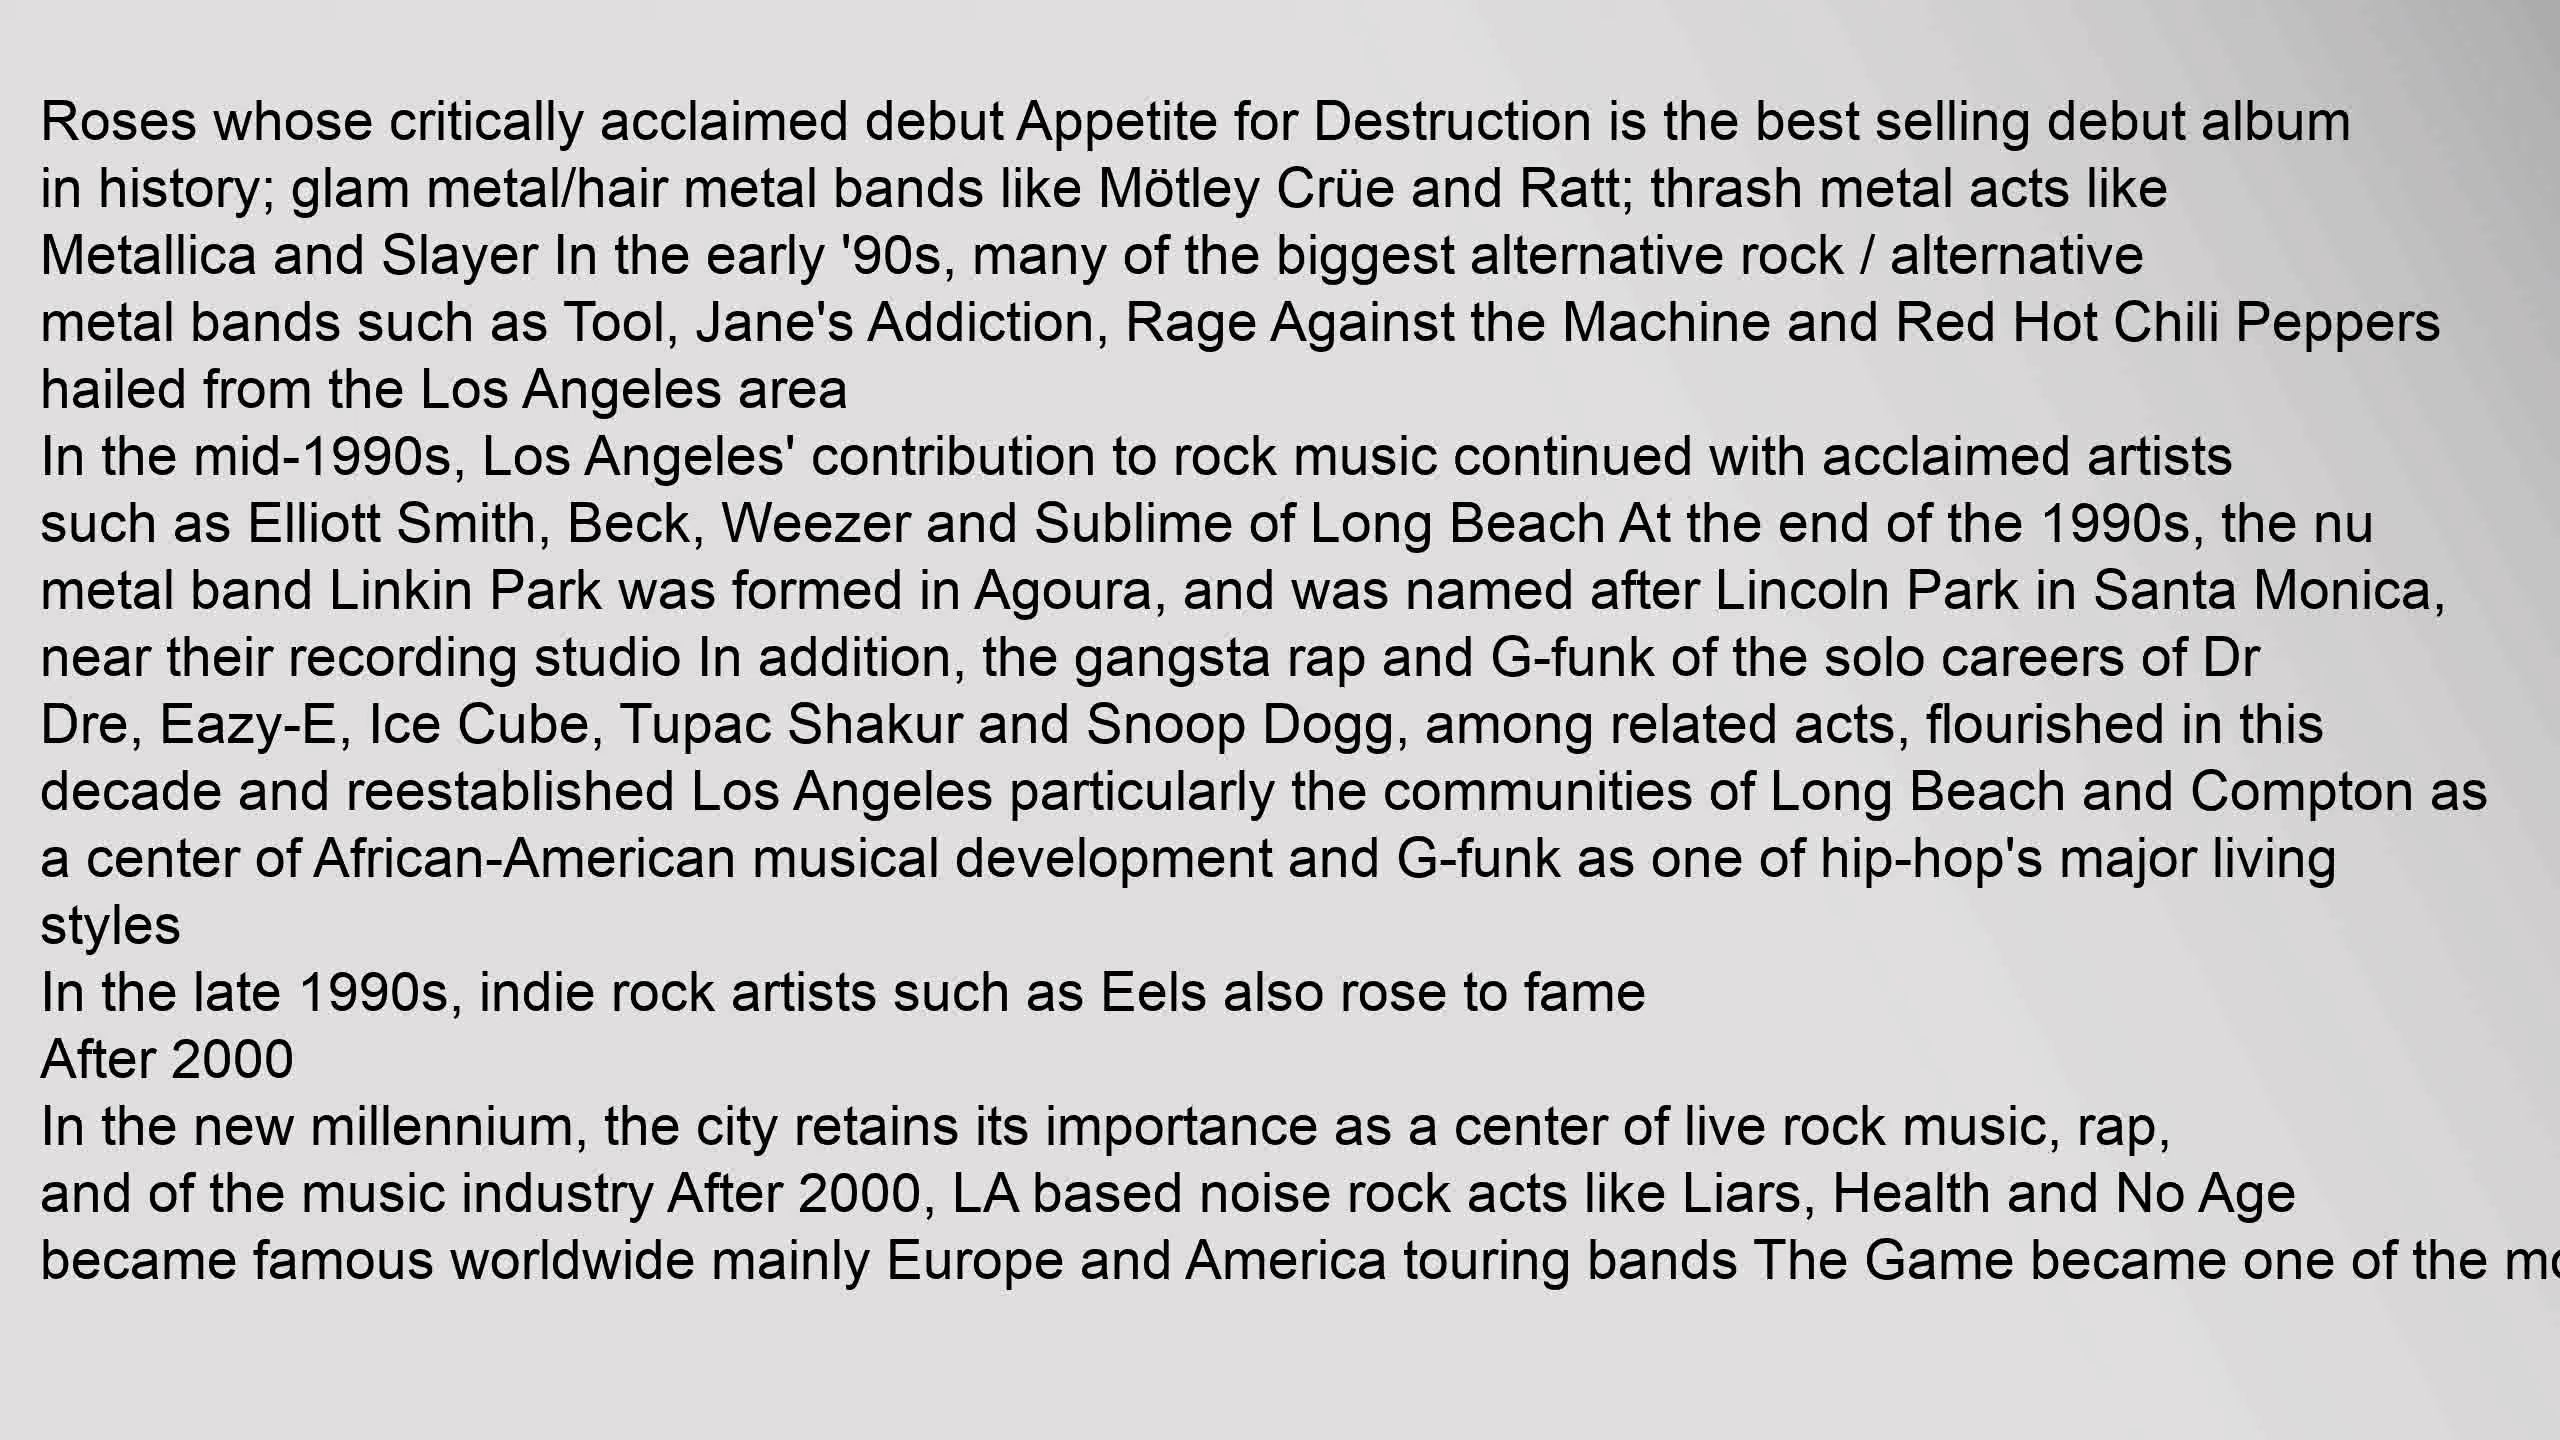 Roses whose critically acclaimed debut Appetite for Destruction is the best selling debut album
in history; glam metal/hair metal bands like Mötley Crüe and Ratt; thrash metal acts like
Metallica and Slayer In the early '90s, many of the biggest alternative rock / alternative
metal bands such as Tool, Jane's Addiction, Rage Against the Machine and Red Hot Chili Peppers
hailed from the Los Angeles area
In the mid-1990s, Los Angeles' contribution to rock music continued with acclaimed artists
such as Elliott Smith, Beck, Weezer and Sublime of Long Beach At the end of the 1990s, the nu
metal band Linkin Park was formed in Agoura, and was named after Lincoln Park in Santa Monica,
near their recording studio In addition, the gangsta rap and G-funk of the solo careers of Dr
Dre, Eazy-E, Ice Cube, Tupac Shakur and Snoop Dogg, among related acts, flourished in this
decade and reestablished Los Angeles particularly the communities of Long Beach and Compton as
a center of African-American musical development and G-funk as one of hip-hop's major living
styles
In the late 1990s, indie rock artists such as Eels also rose to fame
After 2000
In the new millennium, the city retains its importance as a center of live rock music, rap,
and of the music industry After 2000, LA based noise rock acts like Liars, Health and No Age
became famous worldwide mainly Europe and America touring bands The Game became one of the